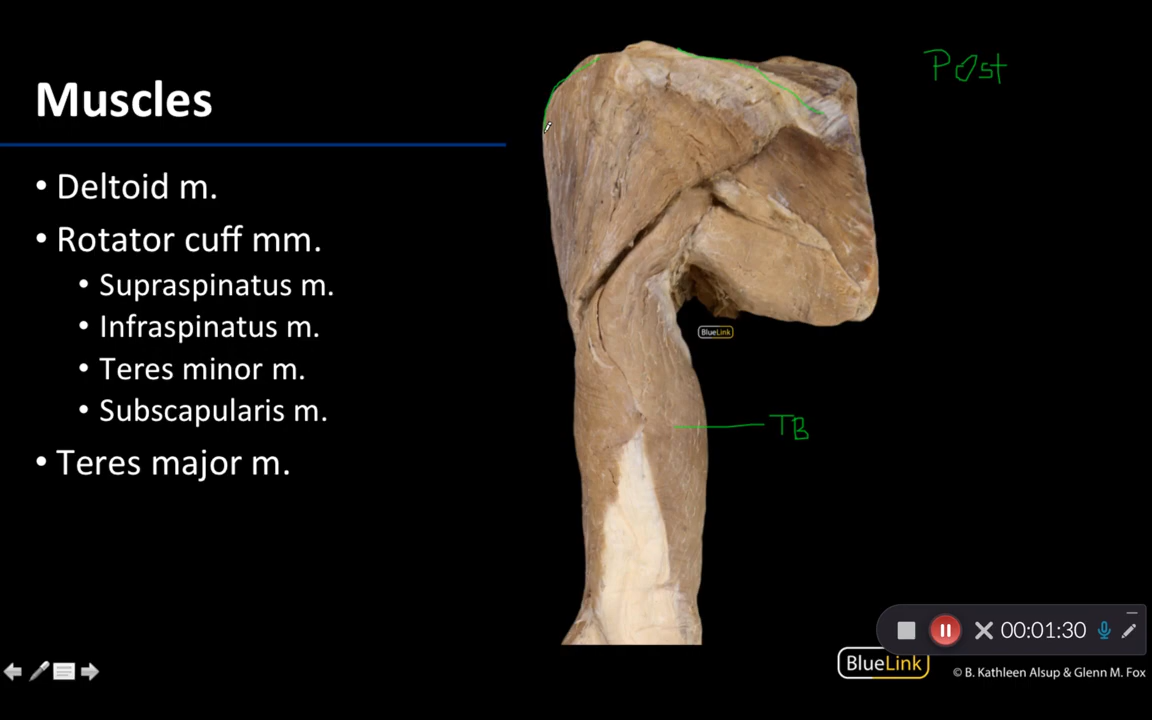 Post
Muscles
• Deltoid m.
• Rotator cuff mm.
• Supraspinatus m.
• Infraspinatus m.
• Teres minor m.
• Subscapularis m.
• Teres major m.
BlueLink
TB
00:01:30
BlueLink
© B. Kathleen Alsup & Glenn M. Fox